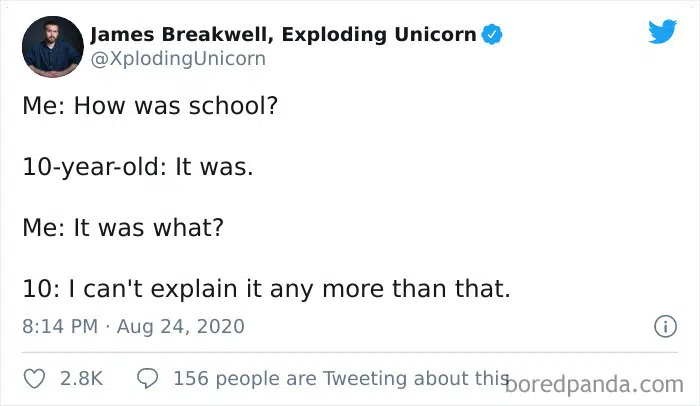 James Breakwell, Exploding Unicorn
@XplodingUnicorn
Me: How was school?
10-year-old: It was.
Me: It was what?
10: I can't explain it any more than that.
8:14 PM · Aug 24, 2020
2.8K 156 people are Tweeting about this
boredpanda.com